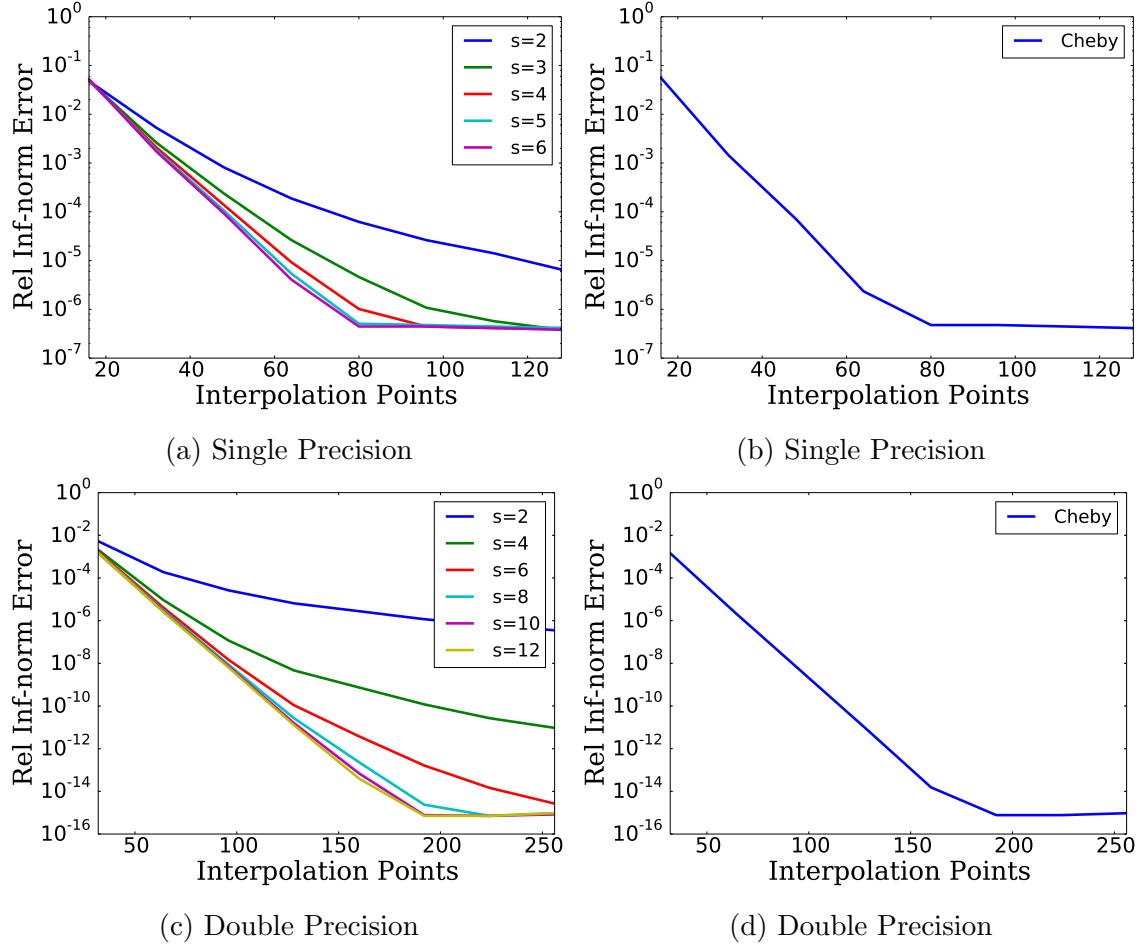 10^0
10^-1
10^-2
10^-3
10^-4
10^-5
10^-6
10^-7
Rel Inf-norm Error
20 40 60 80 100 120
Interpolation Points
s=2
s=3
s=4
s=5
s=6
(a) Single Precision
10^0
10^-1
10^-2
10^-3
10^-4
10^-5
10^-6
10^-7
Rel Inf-norm Error
20 40 60 80 100 120
Interpolation Points
Cheby
(b) Single Precision
10^0
10^-2
10^-4
10^-6
10^-8
10^-10
10^-12
10^-14
10^-16
Rel Inf-norm Error
50 100 150 200 250
Interpolation Points
s=2
s=4
s=6
s=8
s=10
s=12
(c) Double Precision
10^0
10^-2
10^-4
10^-6
10^-8
10^-10
10^-12
10^-14
10^-16
Rel Inf-norm Error
50 100 150 200 250
Interpolation Points
Cheby
(d) Double Precision